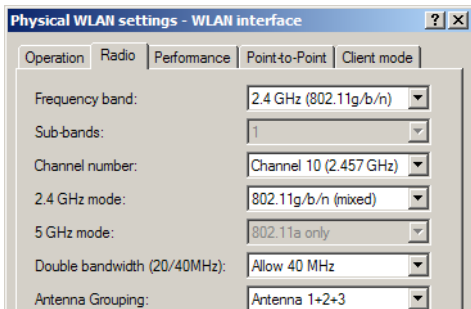 Physical WLAN settings - WLAN interface ? X
Operation Radio Performance Point-to-Point Client mode
Frequency band: 2.4 GHz (802.11g/b/n)
Sub-bands: 1
Channel number: Channel 10 (2.457 GHz)
2.4 GHz mode: 802.11g/b/n (mixed)
5 GHz mode: 802.11a only
Double bandwidth (20/40MHz): Allow 40 MHz
Antenna Grouping: Antenna 1+2+3